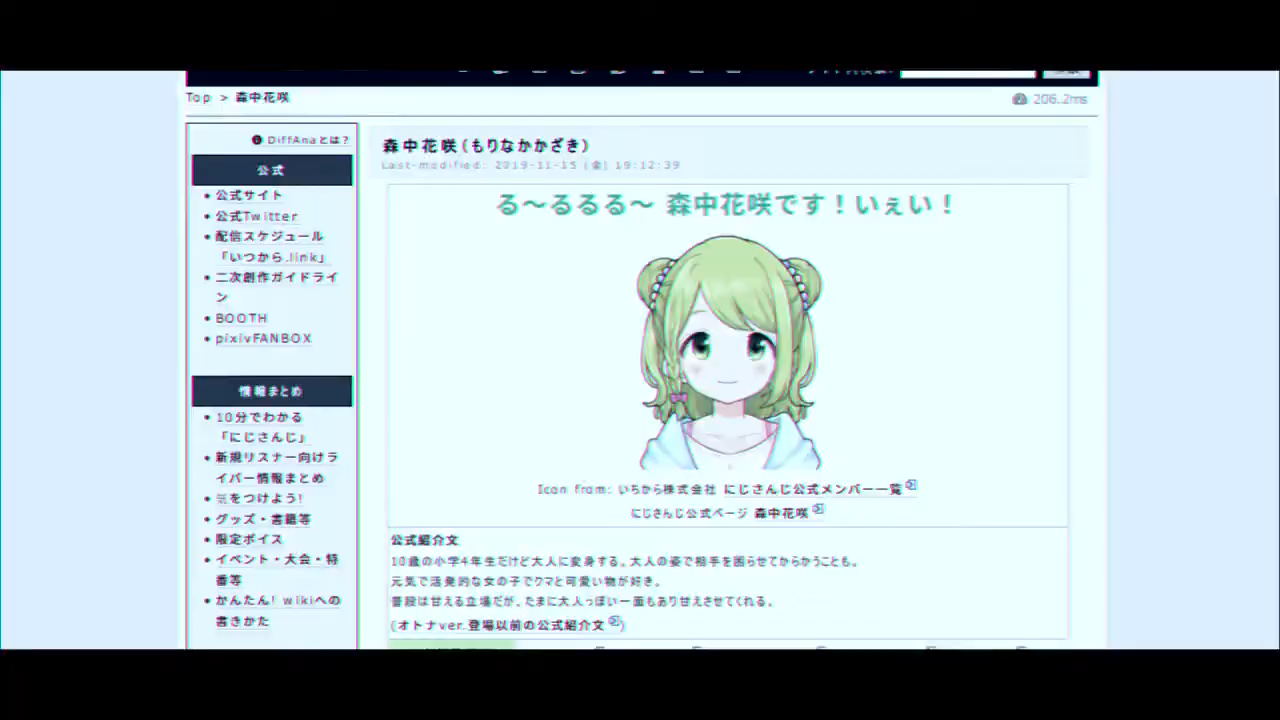 Top > 森中花咲
206.2ms
DiffAnaとは?
公式
公式サイト
公式Twitter
配信スケジュール
「いつから.link」
二次創作ガイドライ
ン
BOOTH
pixivFANBOX
情報まとめ
10分でわかる
「にじさんじ」
新規リスナー向けラ
イバー情報まとめ
気をつけよう!
グッズ・書籍等
限定ボイス
イベント・大会・特
番等
かんたん! wikiへの
書きかた
森中花咲(もりなかかざき)
Last-modified: 2019-11-15 (金) 19:12:39
る～るるる～ 森中花咲です！いぇい！
Icon from: いちから株式会社 にじさんじ公式メンバー一覧
にじさんじ公式ページ 森中花咲
公式紹介文
10歳の小学4年生だけど大人に変身する。大人の姿で相手を困らせてからかうことも。
元気で活発的な女の子でクマと可愛い物が好き。
普段は甘える立場だが、たまに大人っぽい一面もあり甘えさせてくれる。
(オトナver.登場以前の公式紹介文)